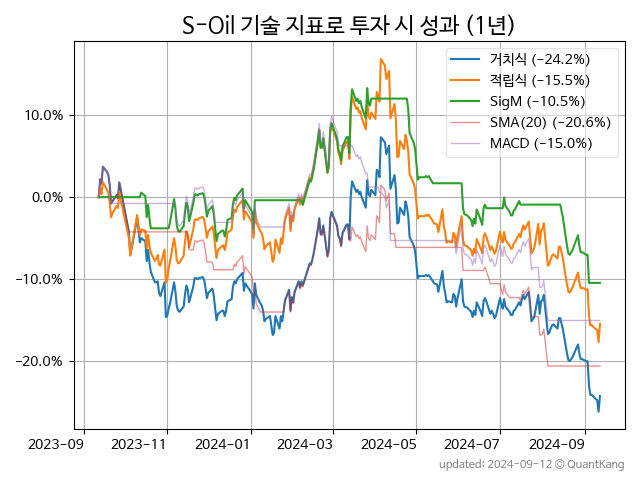 S-Oil 기술 지표로 투자 시 성과 (1년)
거치식 (−24.2%)
적립식 (−15.5%)
SigM (−10.5%)
SMA(20) (−20.6%)
MACD (−15.0%)
10.0%
0.0%
−10.0%
−20.0%
2023-09 2023-11 2024-01 2024-03 2024-05 2024-07 2024-09
updated: 2024-09-12 © QuantKang